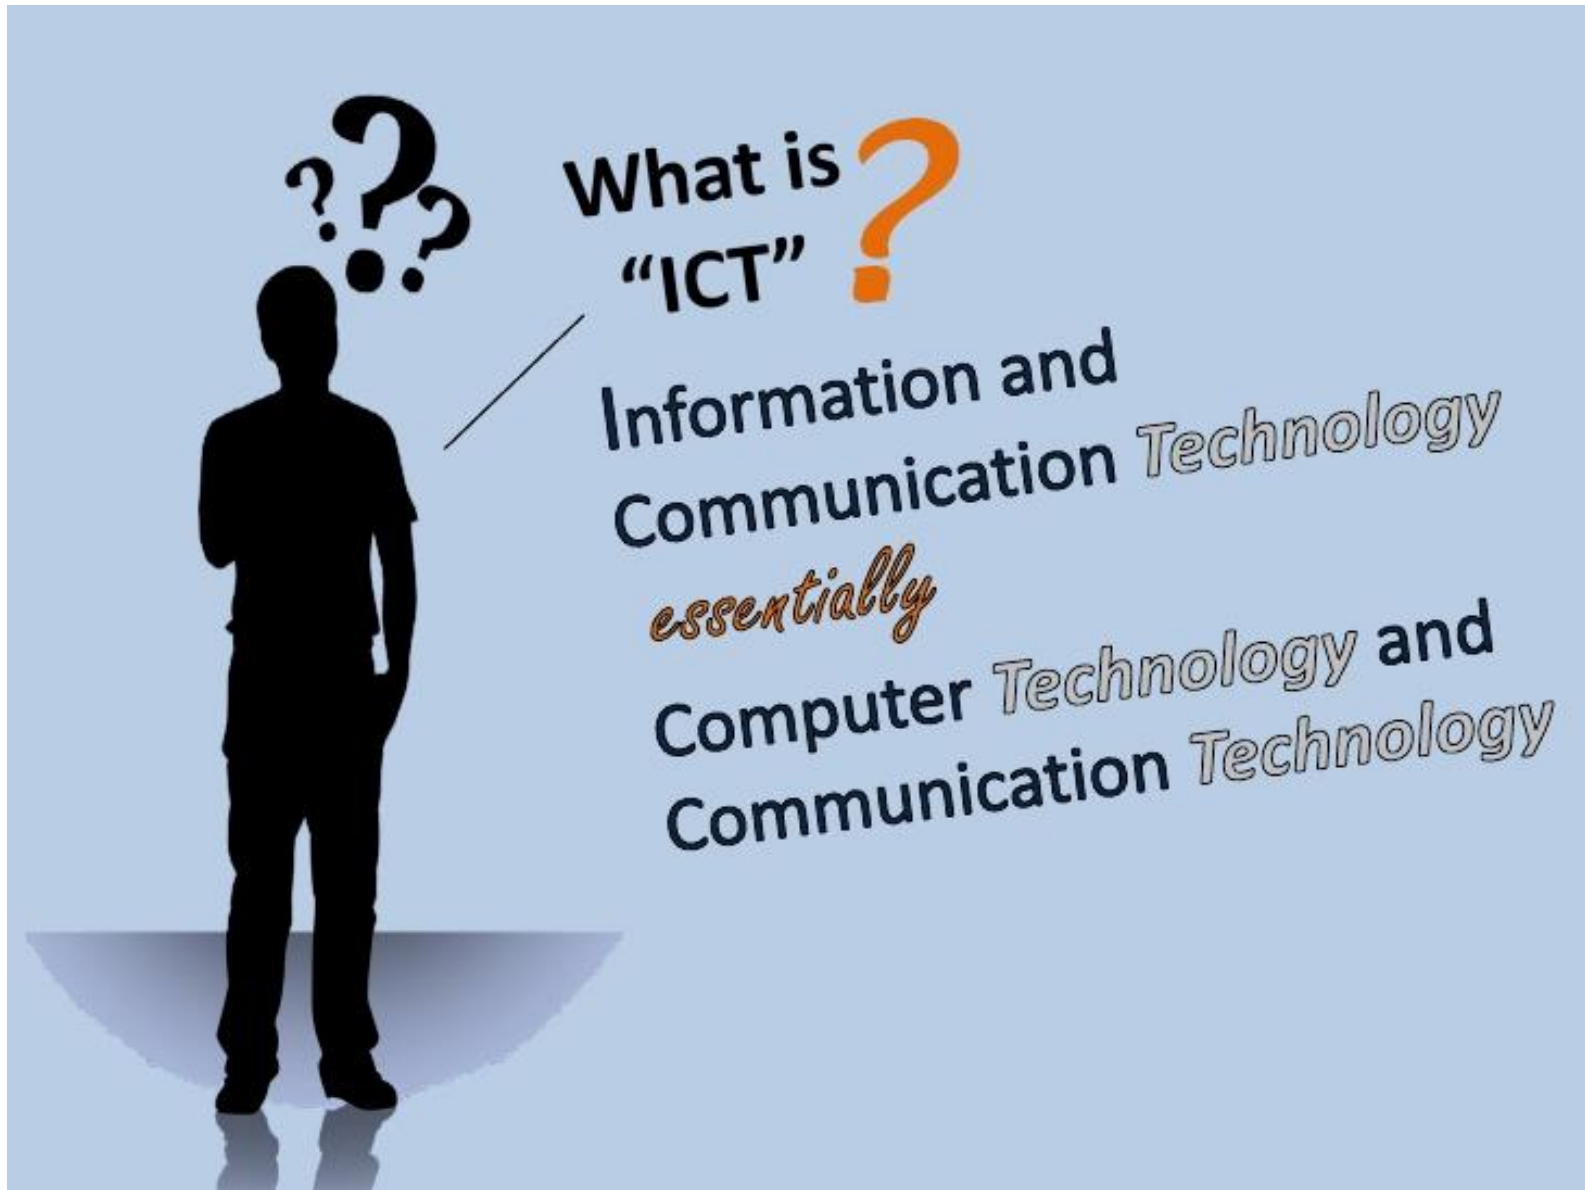 What is ?
“ICT”
Information and
Communication Technology
essentially
Computer Technology and
Communication Technology
???